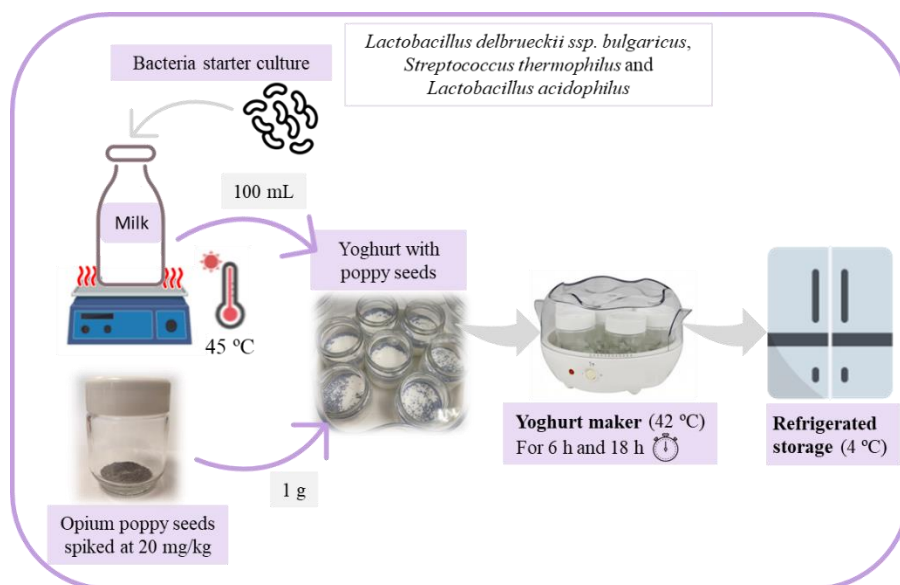 Bacteria starter culture
Lactobacillus delbrueckii ssp. bulgaricus,
Streptococcus thermophilus and
Lactobacillus acidophilus
100 mL
Milk
45 ºC
Yoghurt with
poppy seeds
Yoghurt maker (42 ºC)
For 6 h and 18 h
Refrigerated
storage (4 ºC)
1 g
Opium poppy seeds
spiked at 20 mg/kg